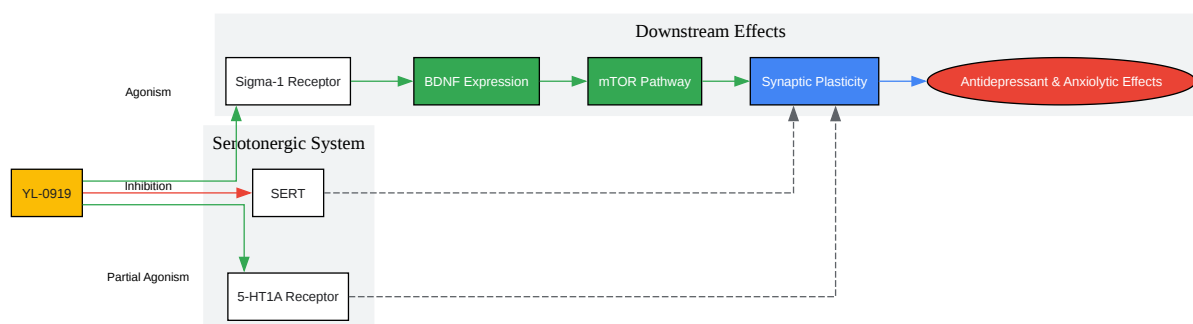 Downstream Effects
Sigma-1 Receptor
BDNF Expression
mTOR Pathway
Synaptic Plasticity
Antidepressant & Anxiolytic Effects
Agonism
Serotonergic System
YL-0919
Inhibition
SERT
Partial Agonism
5-HT1A Receptor